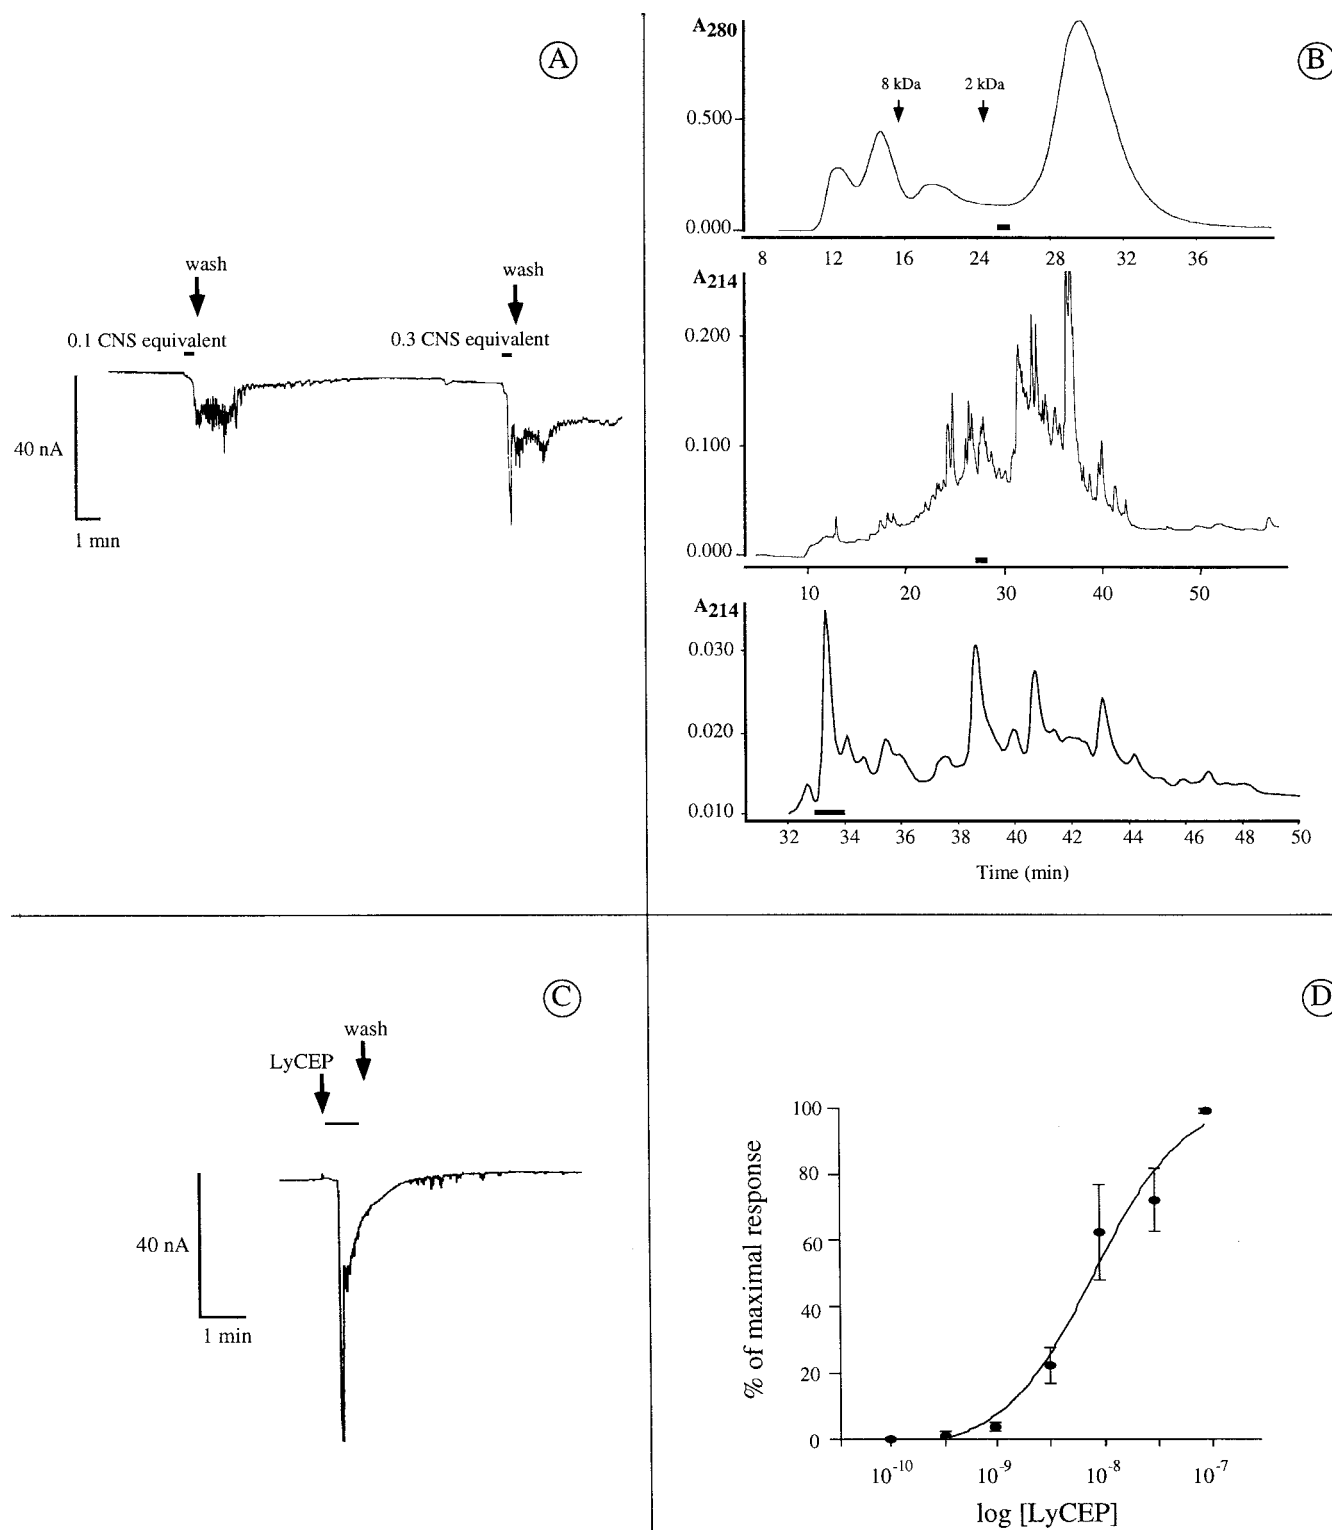 A
wash
wash
0.1 CNS equivalent
0.3 CNS equivalent
40 nA
1 min
B
A280
8 kDa
2 kDa
0.500
0.000
8 12 16 20 24 28 32 36
A214
0.200
0.100
0.000
10 20 30 40 50
A214
0.030
0.020
0.010
32 34 36 38 40 42 44 46 48 50
Time (min)
C
wash
LyCEP
40 nA
1 min
D
% of maximal response
100
80
60
40
20
0
10-10 10-9 10-8 10-7
log [LyCEP]